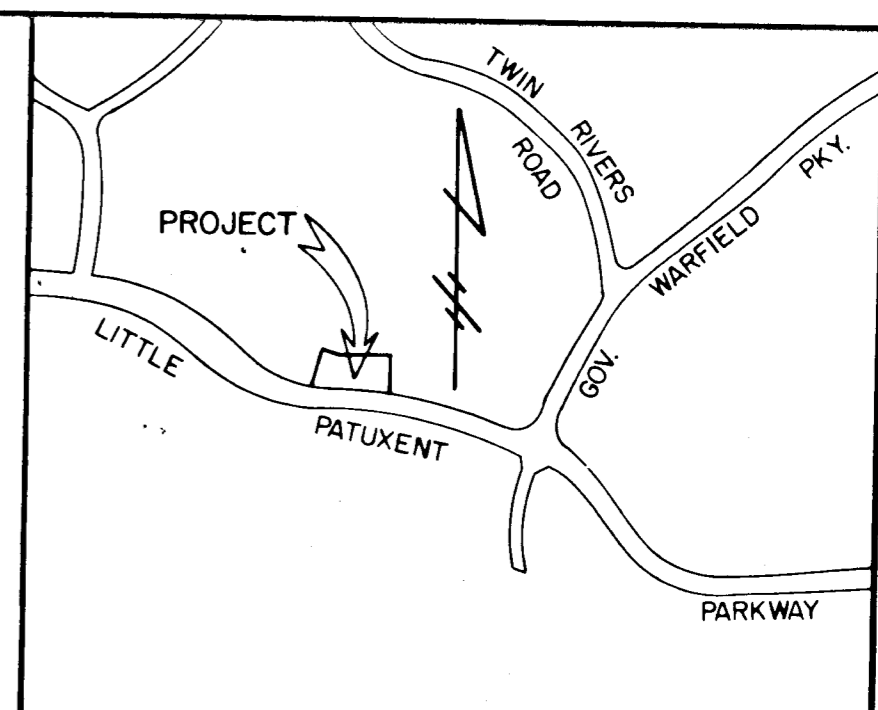 TWIN RIVERS
ROAD
GOV. WARFIELD PKY.
PROJECT
LITTLE PATUXENT PARKWAY